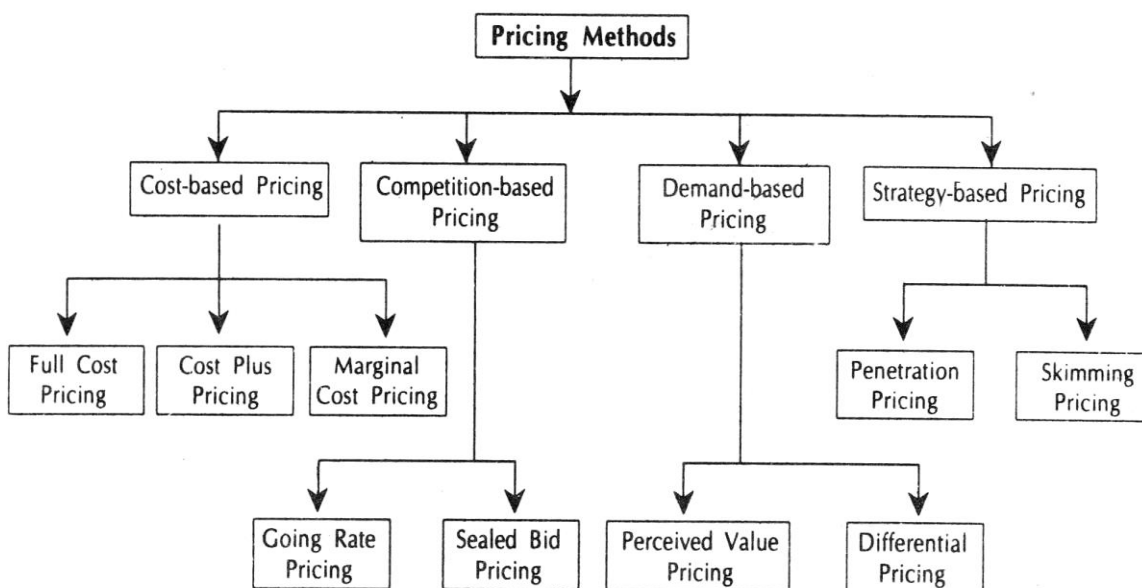 Pricing Methods
Cost-based Pricing
Competition-based
Pricing
Demand-based
Pricing
Strategy-based Pricing
Full Cost
Pricing
Cost Plus
Pricing
Marginal
Cost Pricing
Penetration
Pricing
Skimming
Pricing
Going Rate
Pricing
Sealed Bid
Pricing
Perceived Value
Pricing
Differential
Pricing